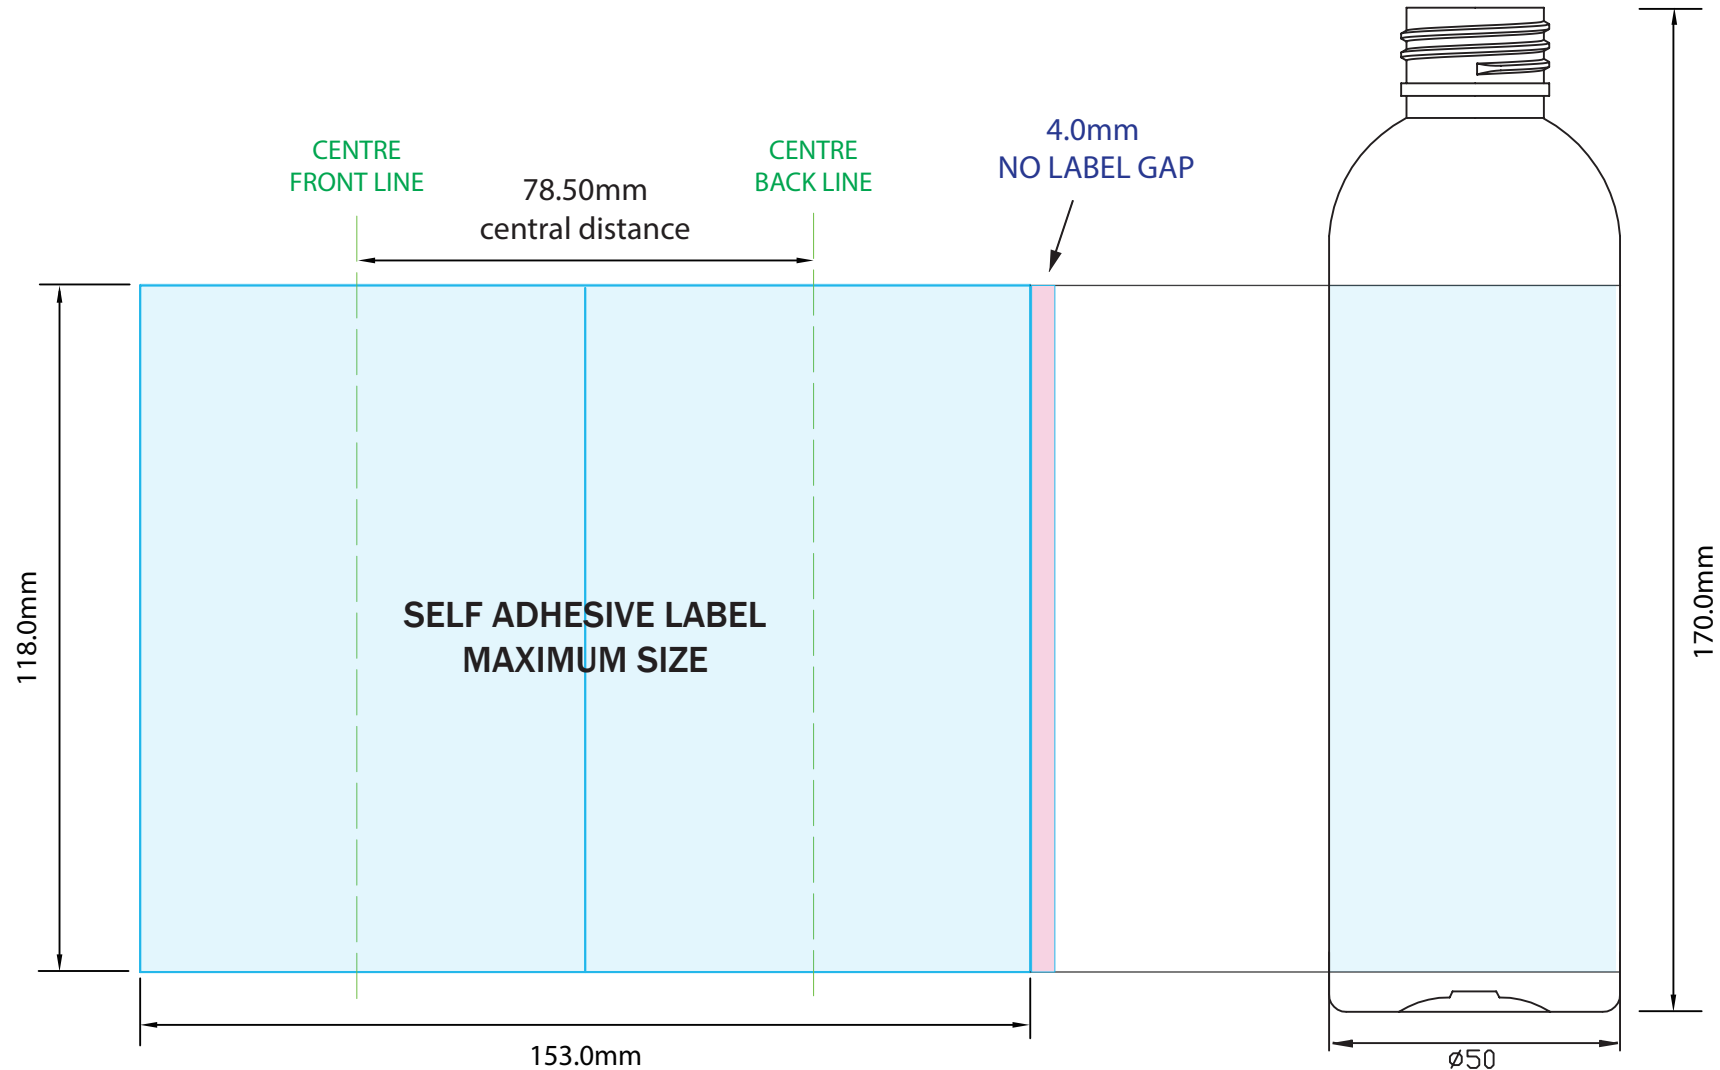 CENTRE
FRONT LINE
78.50mm
central distance
CENTRE
BACK LINE
4.0mm
NO LABEL GAP
118.0mm
SELF ADHESIVE LABEL
MAXIMUM SIZE
170.0mm
153.0mm
ø50